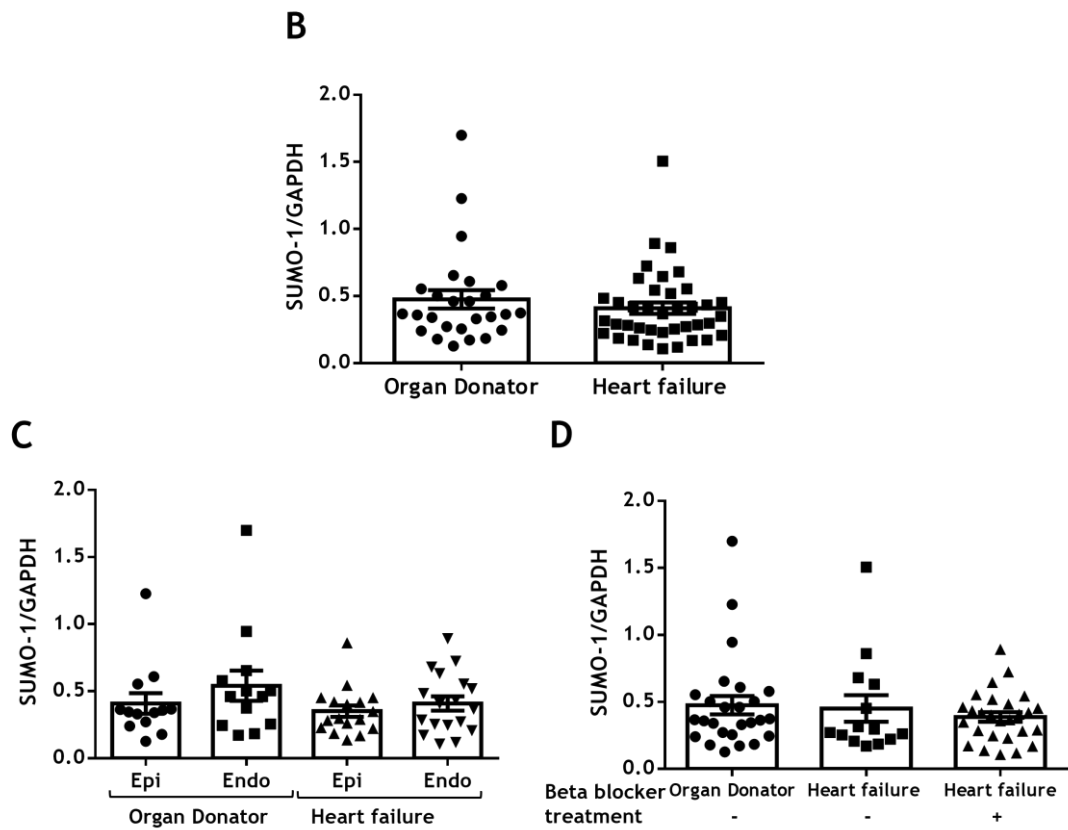 B
SUMO-1/GAPDH
2.0
1.5
1.0
0.5
0.0
Organ Donator Heart failure
C
SUMO-1/GAPDH
2.0
1.5
1.0
0.5
0.0
Epi Endo Epi Endo
Organ Donator Heart failure
D
SUMO-1/GAPDH
2.0
1.5
1.0
0.5
0.0
Organ Donator Heart failure Heart failure
Beta blocker
treatment - - +